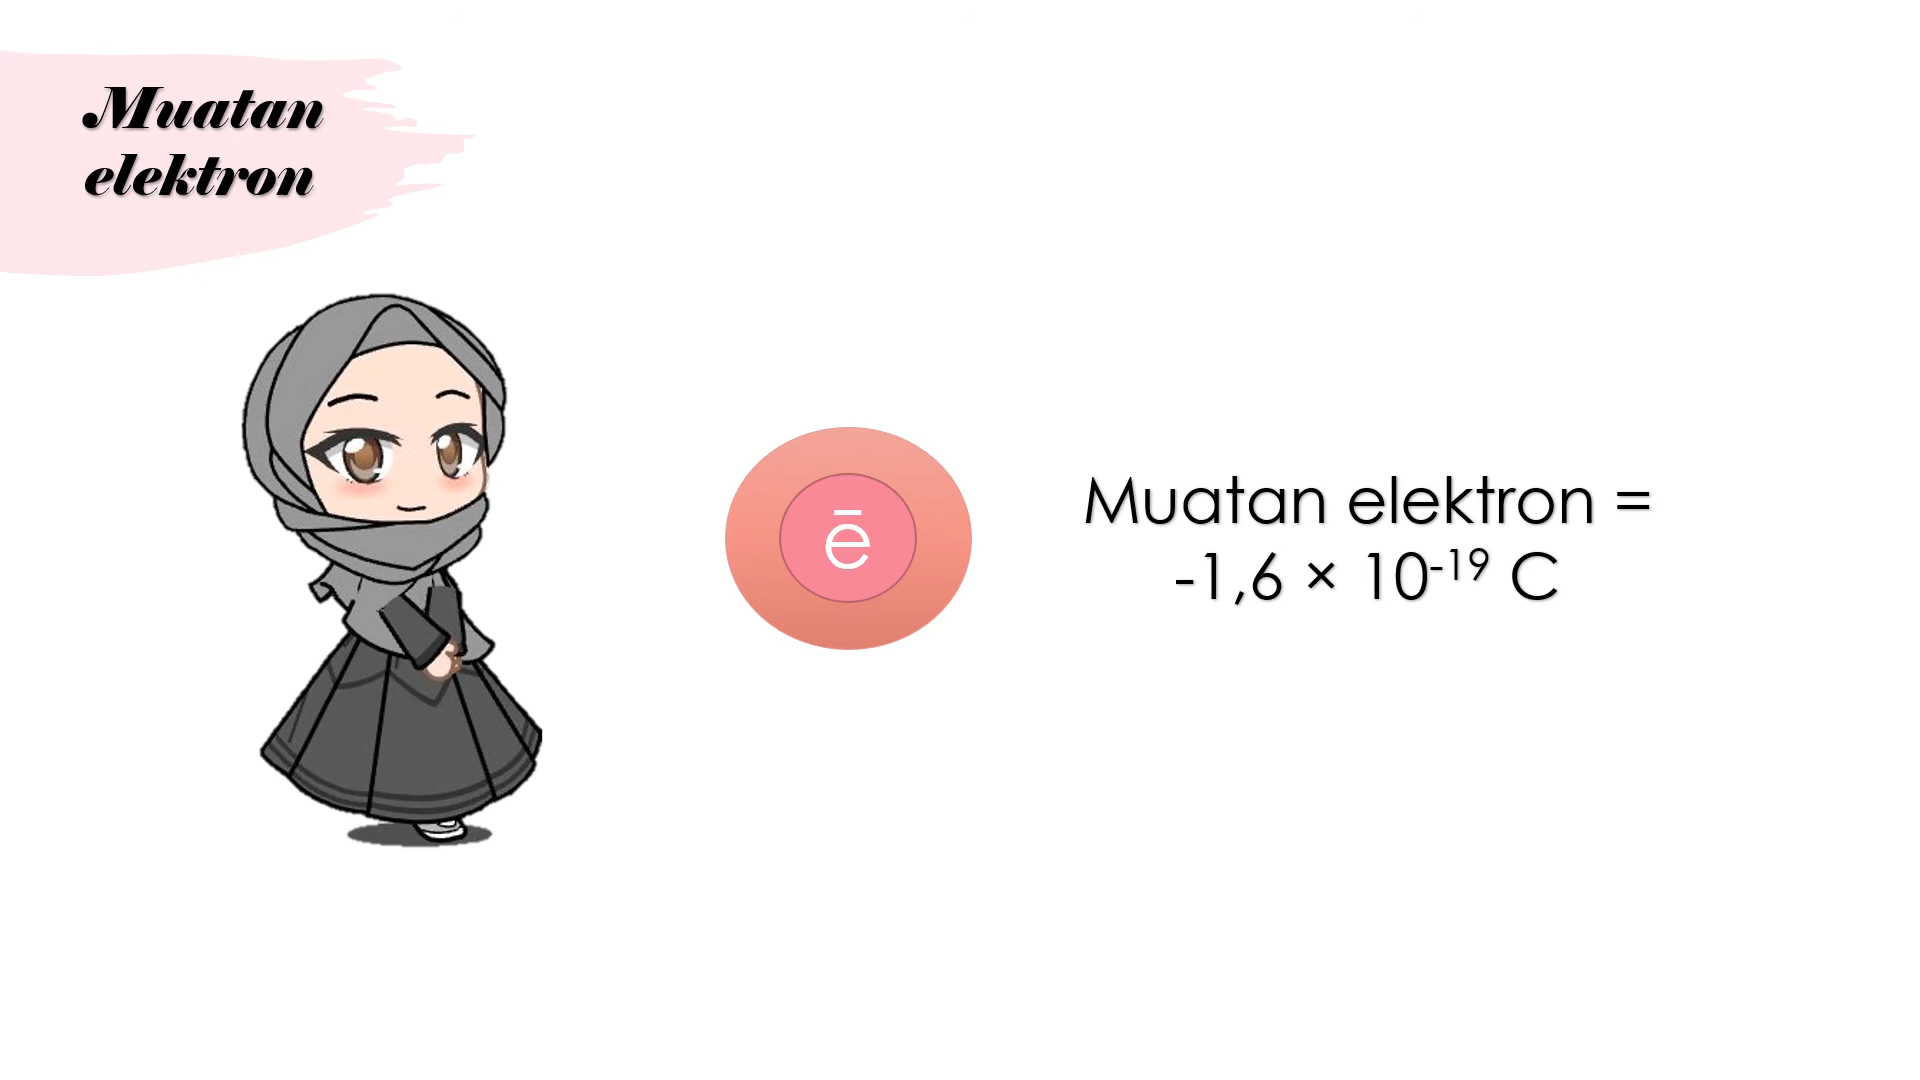 Muatan
elektron
ē
Muatan elektron =
-1,6 × 10⁻¹⁹ C